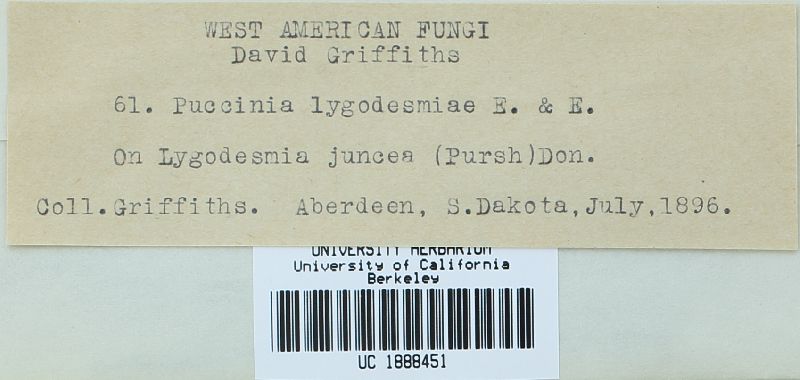 WEST AMERICAN FUNGI
David Griffiths
61. Puccinia lygodesmiae E. & E.
On Lygodesmia juncea (Pursh)Don.
Coll.Griffiths. Aberdeen, S.Dakota,July,1896.
UNIVERSITY HERBARIUM
University of California
Berkeley
UC 1888451